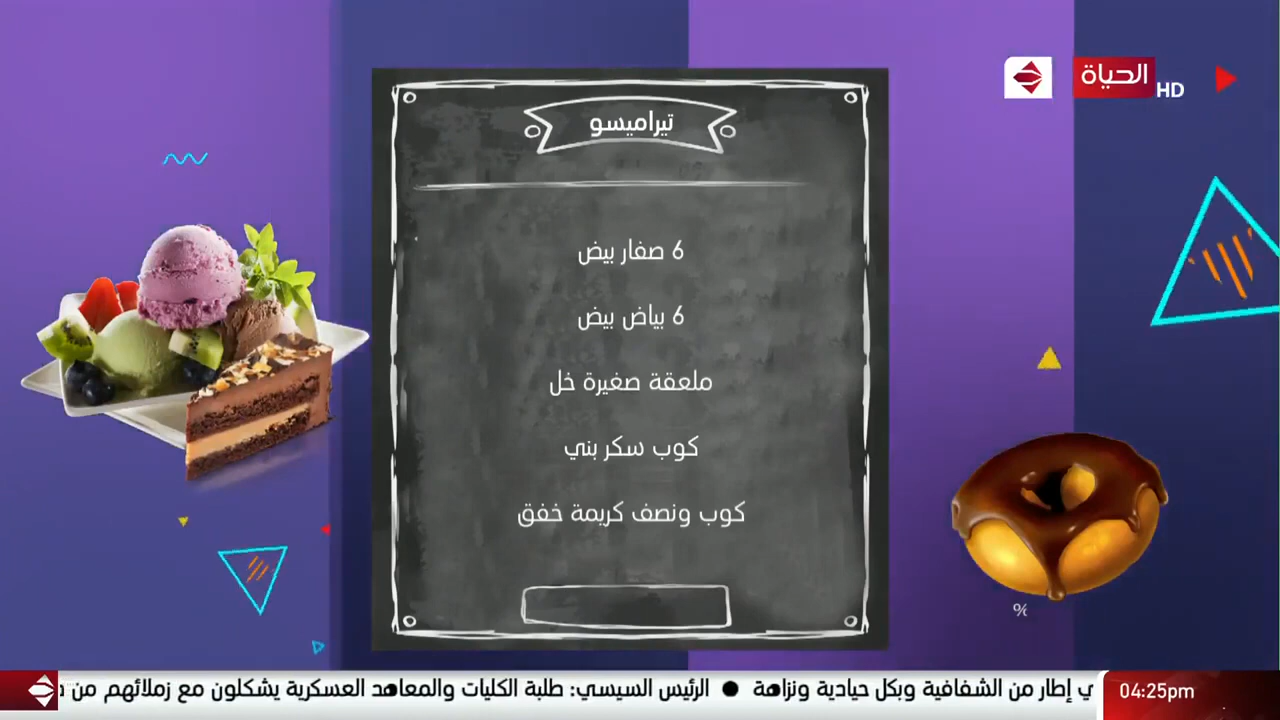 الحياة
HD
تيراميسو
6 صفار بيض
6 بياض بيض
ملعقة صغيرة خل
كوب سكر بني
كوب ونصف كريمة خفق
%
ي إطار من الشفافية وبكل حيادية ونزاهة ● الرئيس السيسي: طلبة الكليات والمعاهد العسكرية يشكلون مع زملائهم من
04:25pm